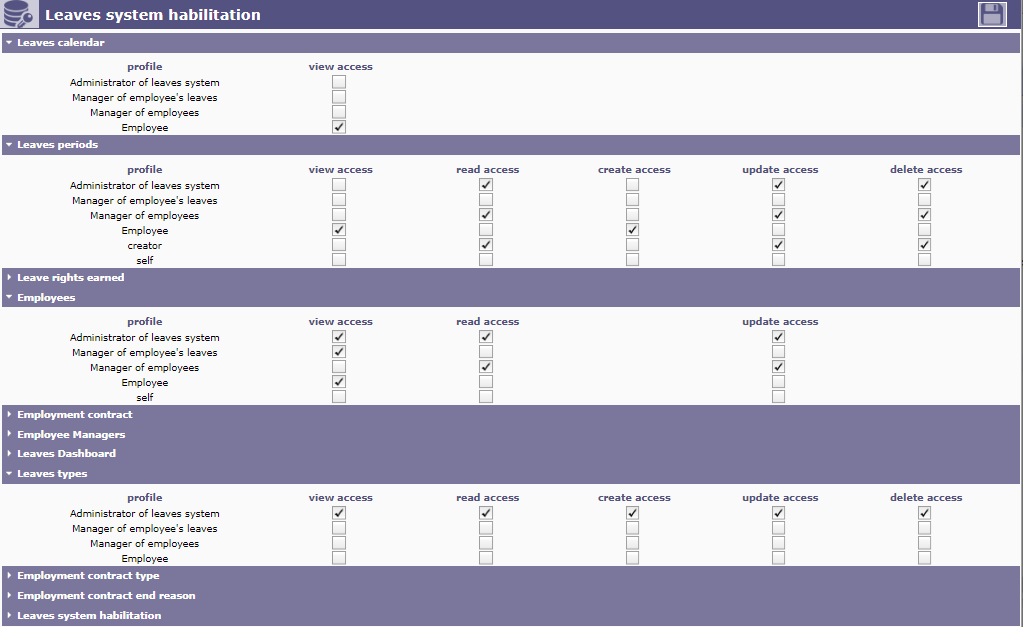 Leaves system habilitation
Leaves calendar
profile view access
Administrator of leaves system
Manager of employee's leaves
Manager of employees
Employee
Leaves periods
profile view access read access create access update access delete access
Administrator of leaves system
Manager of employee's leaves
Manager of employees
Employee
creator
self
Leave rights earned
Employees
profile view access read access update access
Administrator of leaves system
Manager of employee's leaves
Manager of employees
Employee
self
Employment contract
Employee Managers
Leaves Dashboard
Leaves types
profile view access read access create access update access delete access
Administrator of leaves system
Manager of employee's leaves
Manager of employees
Employee
Employment contract type
Employment contract end reason
Leaves system habilitation